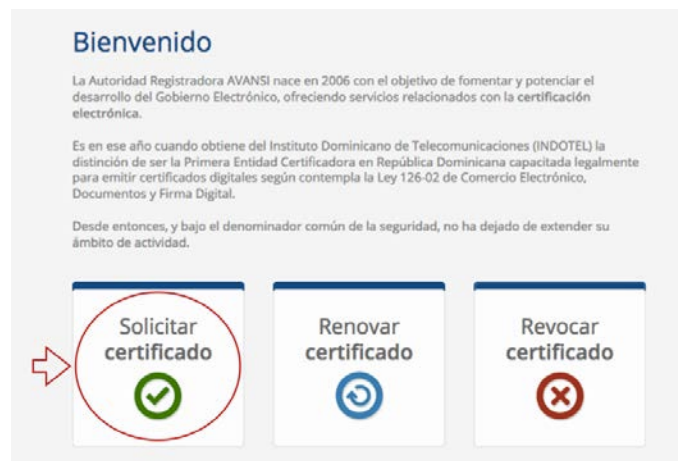 Bienvenido
La Autoridad Registradora AVANSI nace en 2006 con el objetivo de fomentar y potenciar el
desarrollo del Gobierno Electrónico, ofreciendo servicios relacionados con la certificación
electrónica.
Es en ese año cuando obtiene del Instituto Dominicano de Telecomunicaciones (INDOTEL) la
distinción de ser la Primera Entidad Certificadora en República Dominicana capacitada legalmente
para emitir certificados digitales según contempla la Ley 126-02 de Comercio Electrónico,
Documentos y Firma Digital.
Desde entonces, y bajo el denominador común de la seguridad, no ha dejado de extender su
ámbito de actividad.
Solicitar
certificado
Renovar
certificado
Revocar
certificado